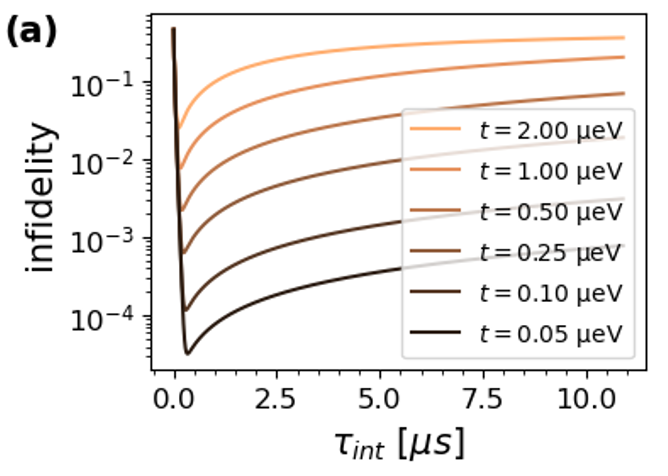 (a)
infidelity
10⁻¹
10⁻²
10⁻³
10⁻⁴
t = 2.00 µeV
t = 1.00 µeV
t = 0.50 µeV
t = 0.25 µeV
t = 0.10 µeV
t = 0.05 µeV
0.0 2.5 5.0 7.5 10.0
τ_int [μs]